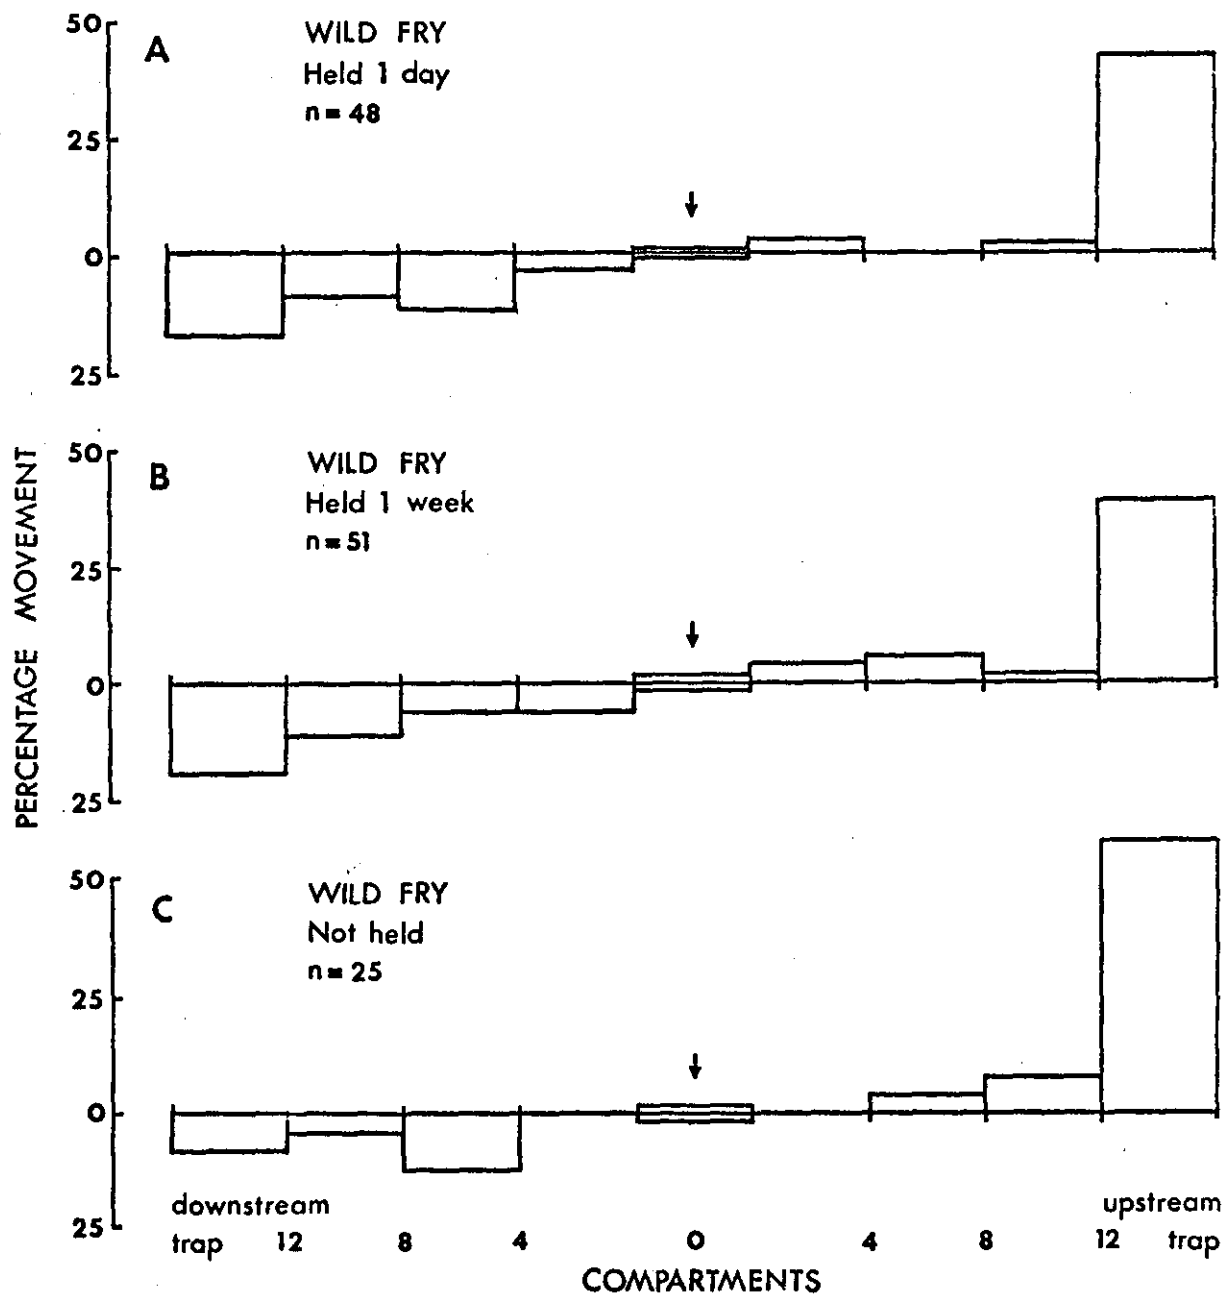 50
A
WILD FRY
Held 1 day
n = 48
25
0
25
PERCENTAGE MOVEMENT
50
B
WILD FRY
Held 1 week
n = 51
25
0
25
50
C
WILD FRY
Not held
n = 25
25
0
25
downstream trap
12 8 4 0 4 8 12
upstream trap
COMPARTMENTS